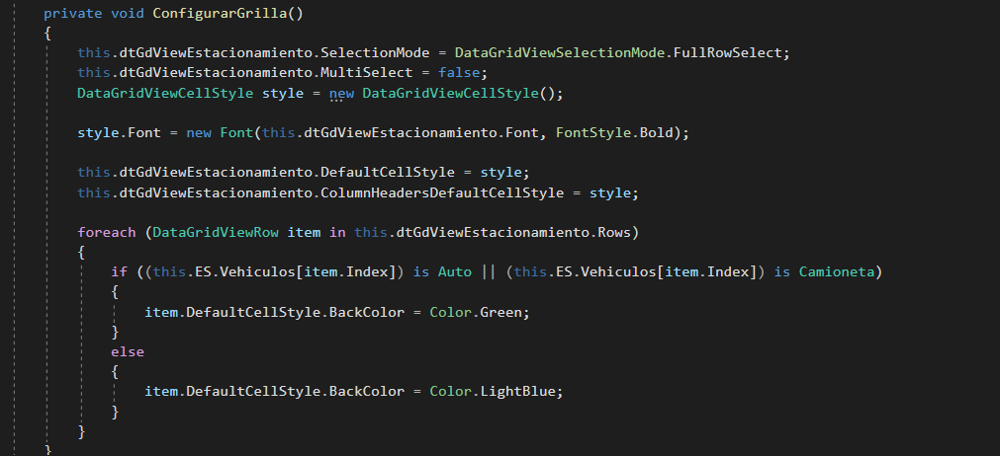 private void ConfigurarGrilla()
{
this.dtGdViewEstacionamiento.SelectionMode = DataGridViewSelectionMode.FullRowSelect;
this.dtGdViewEstacionamiento.MultiSelect = false;
DataGridViewCellStyle style = new DataGridViewCellStyle();
style.Font = new Font(this.dtGdViewEstacionamiento.Font, FontStyle.Bold);
this.dtGdViewEstacionamiento.DefaultCellStyle = style;
this.dtGdViewEstacionamiento.ColumnHeadersDefaultCellStyle = style;
foreach (DataGridViewRow item in this.dtGdViewEstacionamiento.Rows)
{
if ((this.ES.Vehiculos[item.Index]) is Auto || (this.ES.Vehiculos[item.Index]) is Camioneta)
{
item.DefaultCellStyle.BackColor = Color.Green;
}
else
{
item.DefaultCellStyle.BackColor = Color.LightBlue;
}
}
}